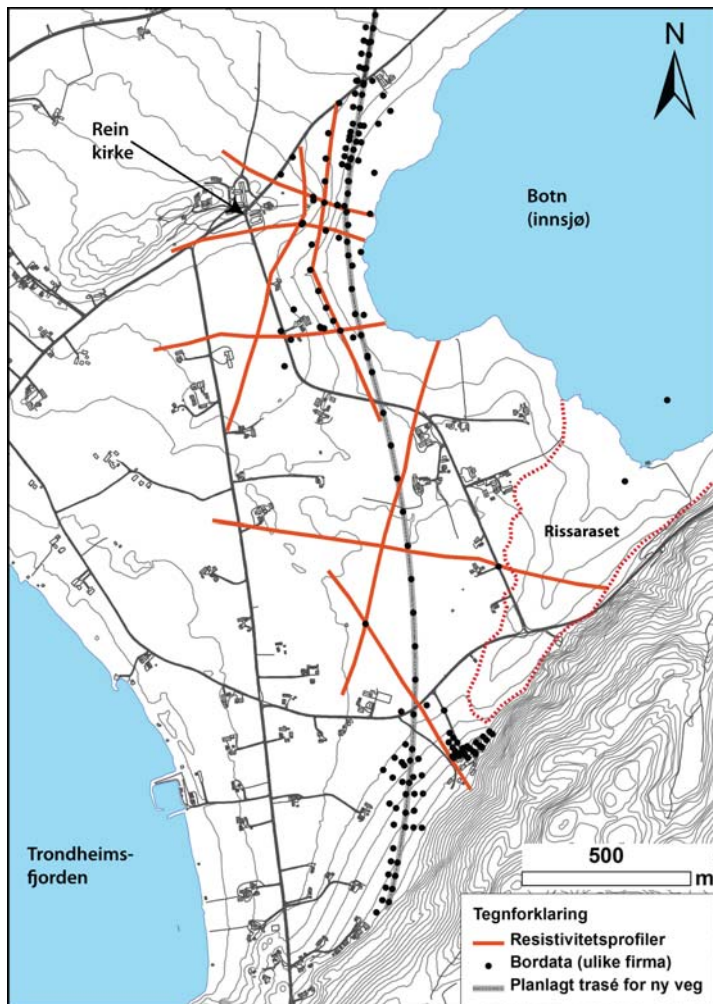 N
Rein
kirke
Botn
(innsjø)
Rissaraset
Trondheims-
fjorden
500
m
Tegnforklaring
Resistivitetsprofiler
Bordata (ulike firma)
Planlagt trasé for ny veg